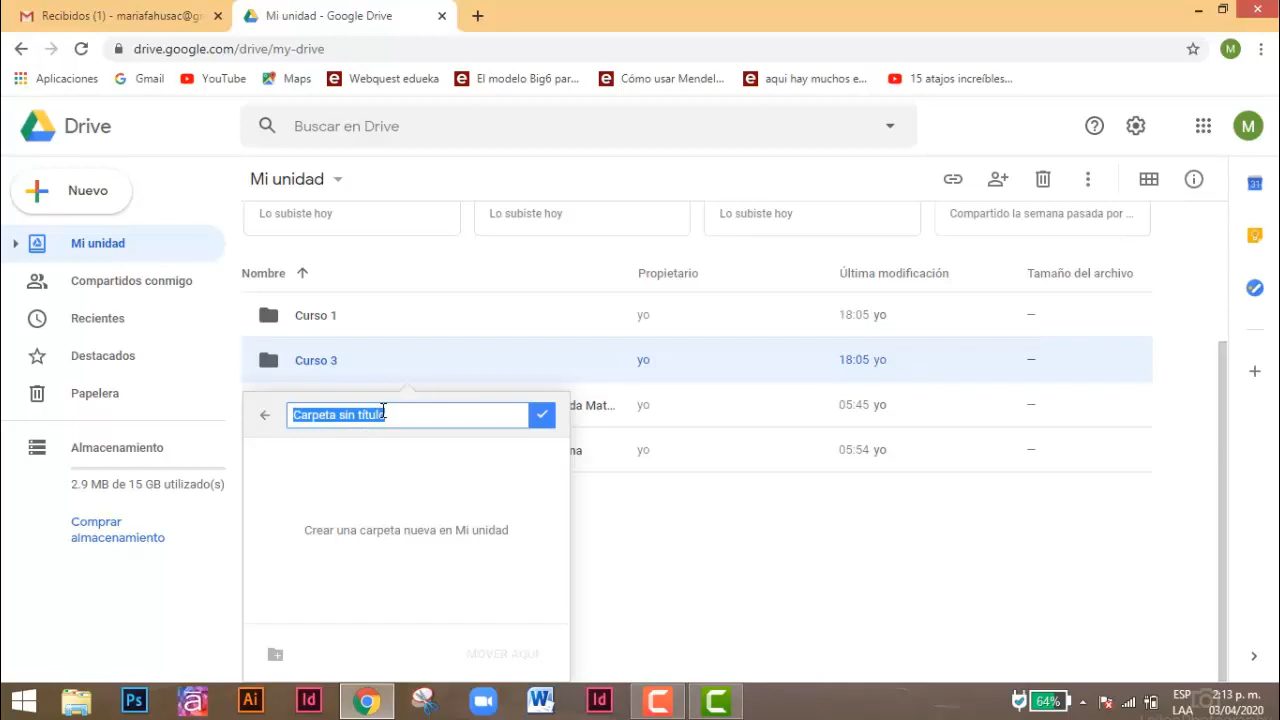 Recibidos (1) - mariafahusac@g
Mi unidad - Google Drive
drive.google.com/drive/my-drive
M
Aplicaciones
Gmail
YouTube
Maps
Webquest edueka
El modelo Big6 par...
Cómo usar Mendel...
aqui hay muchos e...
15 atajos increíbles...
Drive
Buscar en Drive
M
Nuevo
Mi unidad
31
Lo subiste hoy
Lo subiste hoy
Lo subiste hoy
Compartido la semana pasada por ...
Mi unidad
Compartidos conmigo
Recientes
Destacados
Papelera
Almacenamiento
2.9 MB de 15 GB utilizado(s)
Comprar
almacenamiento
Nombre
Propietario
Última modificación
Tamaño del archivo
Curso 1
yo
18:05 yo
—
Curso 3
yo
18:05 yo
—
da Mat...
yo
05:45 yo
—
na
yo
05:54 yo
—
Carpeta sin título
Crear una carpeta nueva en Mi unidad
MOVER AQUÍ
Ps
Ai
Id
W
Id
64%
ESP
LAA
2:13 p. m.
03/04/2020